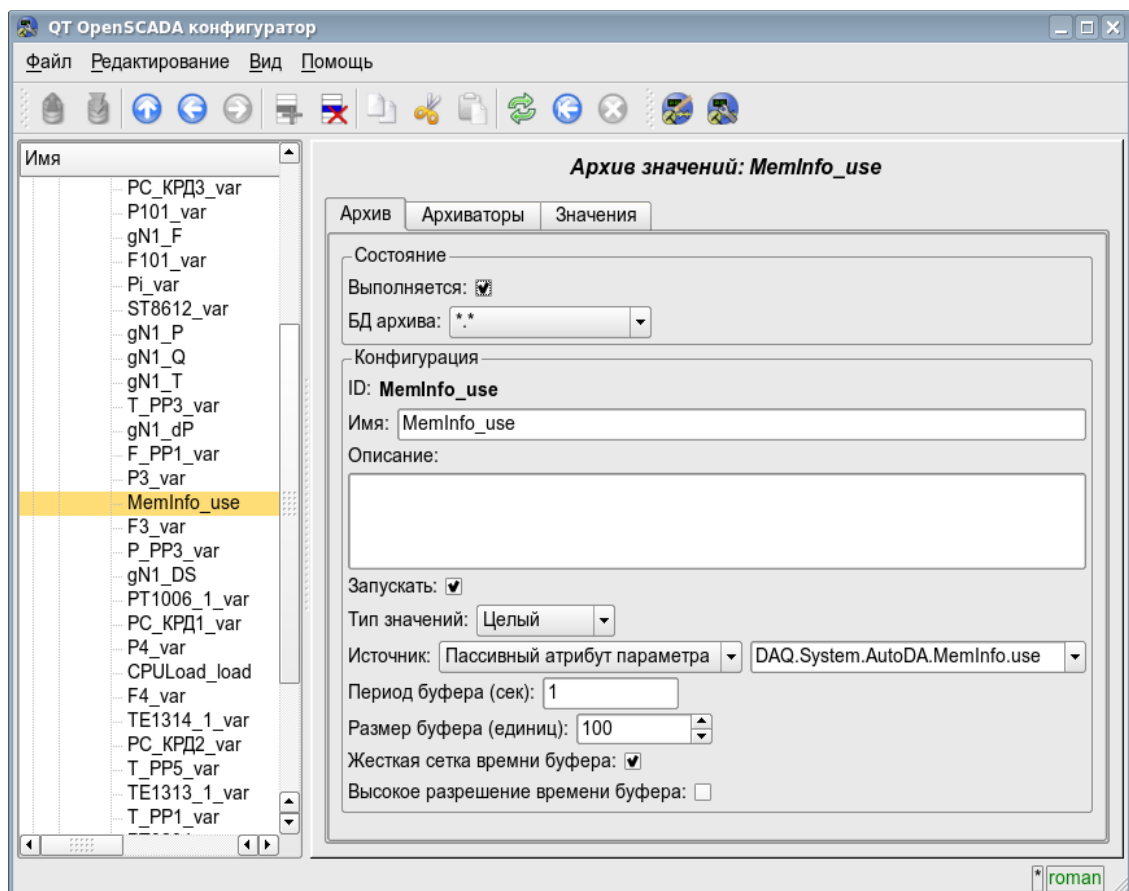 QT OpenSCADA конфигуратор
Файл Редактирование Вид Помощь
Имя
PC_КРД3_var
P101_var
gN1_F
F101_var
Pi_var
ST8612_var
gN1_P
gN1_Q
gN1_T
T_PP3_var
gN1_dP
F_PP1_var
P3_var
MemInfo_use
F3_var
P_PP3_var
gN1_DS
PT1006_1_var
PC_КРД1_var
P4_var
CPULoad_load
F4_var
TE1314_1_var
PC_КРД2_var
T_PP5_var
TE1313_1_var
T_PP1_var
Архив значений: MemInfo_use
Архив Архиваторы Значения
Состояние
Выполняется:
БД архива: *.*
Конфигурация
ID: MemInfo_use
Имя: MemInfo_use
Описание:
Запускать:
Тип значений: Целый
Источник: Пассивный атрибут параметра DAQ.System.AutoDA.MemInfo.use
Период буфера (сек): 1
Размер буфера (единиц): 100
Жесткая сетка времни буфера:
Высокое разрешение времени буфера:
* roman